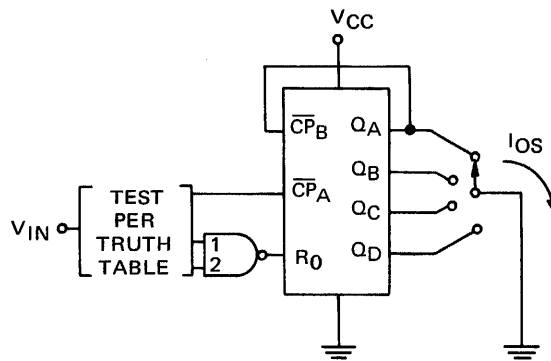 VCC
CPB
QA
IOS
QB
TEST
CPA
VIN
PER
QC
TRUTH
1
TABLE
2
R0
QD